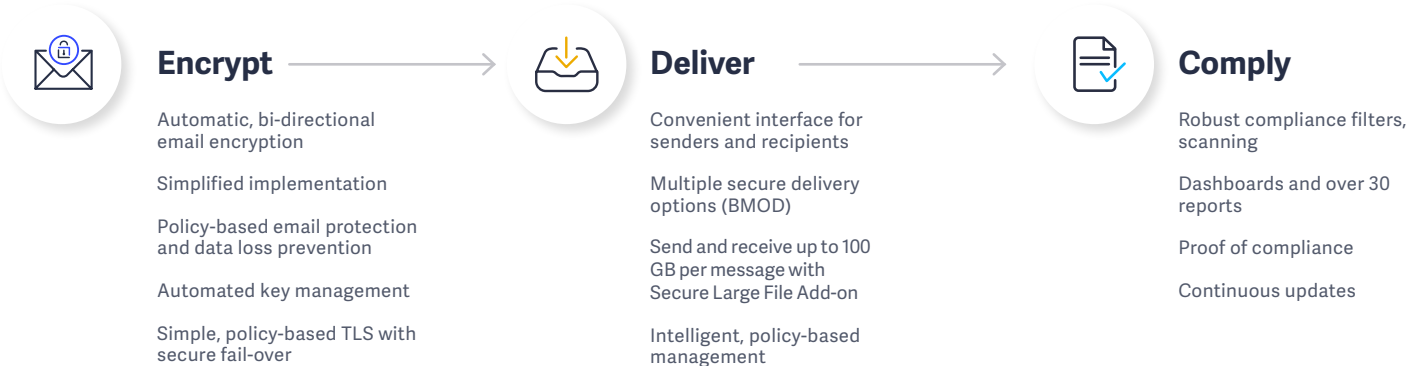 Encrypt
Automatic, bi-directional
email encryption
Simplified implementation
Policy-based email protection
and data loss prevention
Automated key management
Simple, policy-based TLS with
secure fail-over
Deliver
Convenient interface for
senders and recipients
Multiple secure delivery
options (BMOD)
Send and receive up to 100
GB per message with
Secure Large File Add-on
Intelligent, policy-based
management
Comply
Robust compliance filters,
scanning
Dashboards and over 30
reports
Proof of compliance
Continuous updates